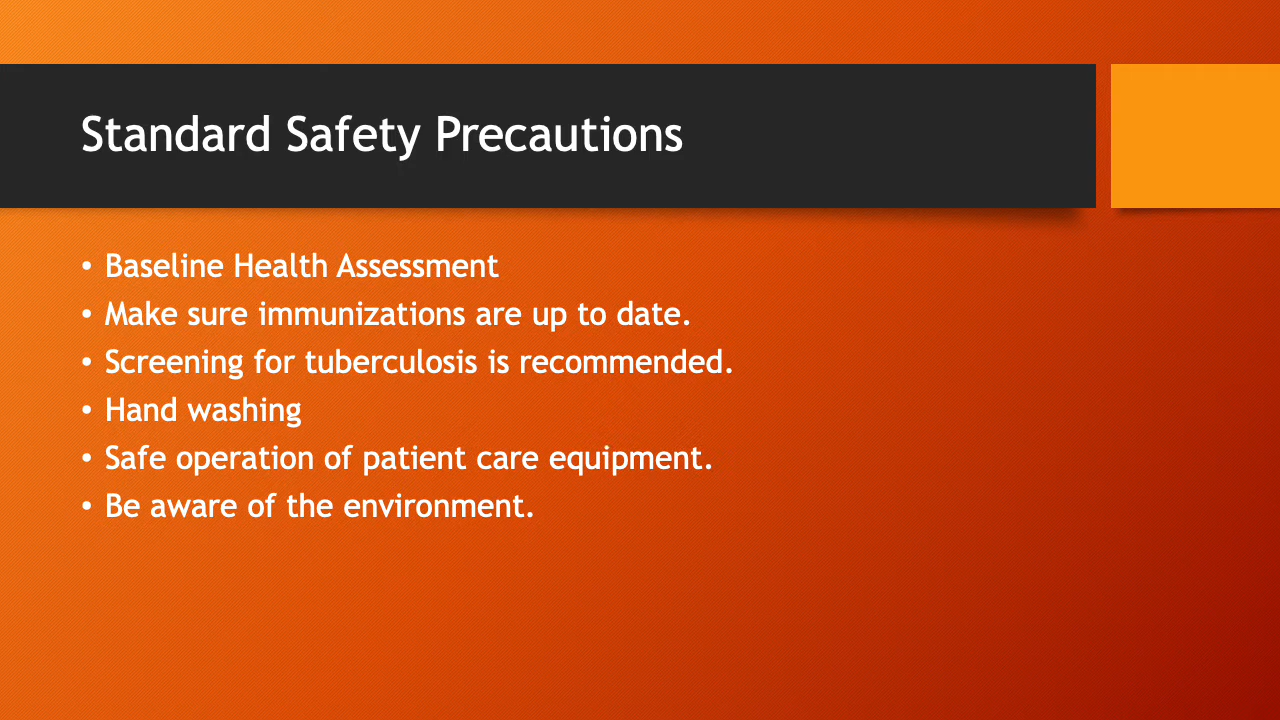 Standard Safety Precautions
• Baseline Health Assessment
• Make sure immunizations are up to date.
• Screening for tuberculosis is recommended.
• Hand washing
• Safe operation of patient care equipment.
• Be aware of the environment.